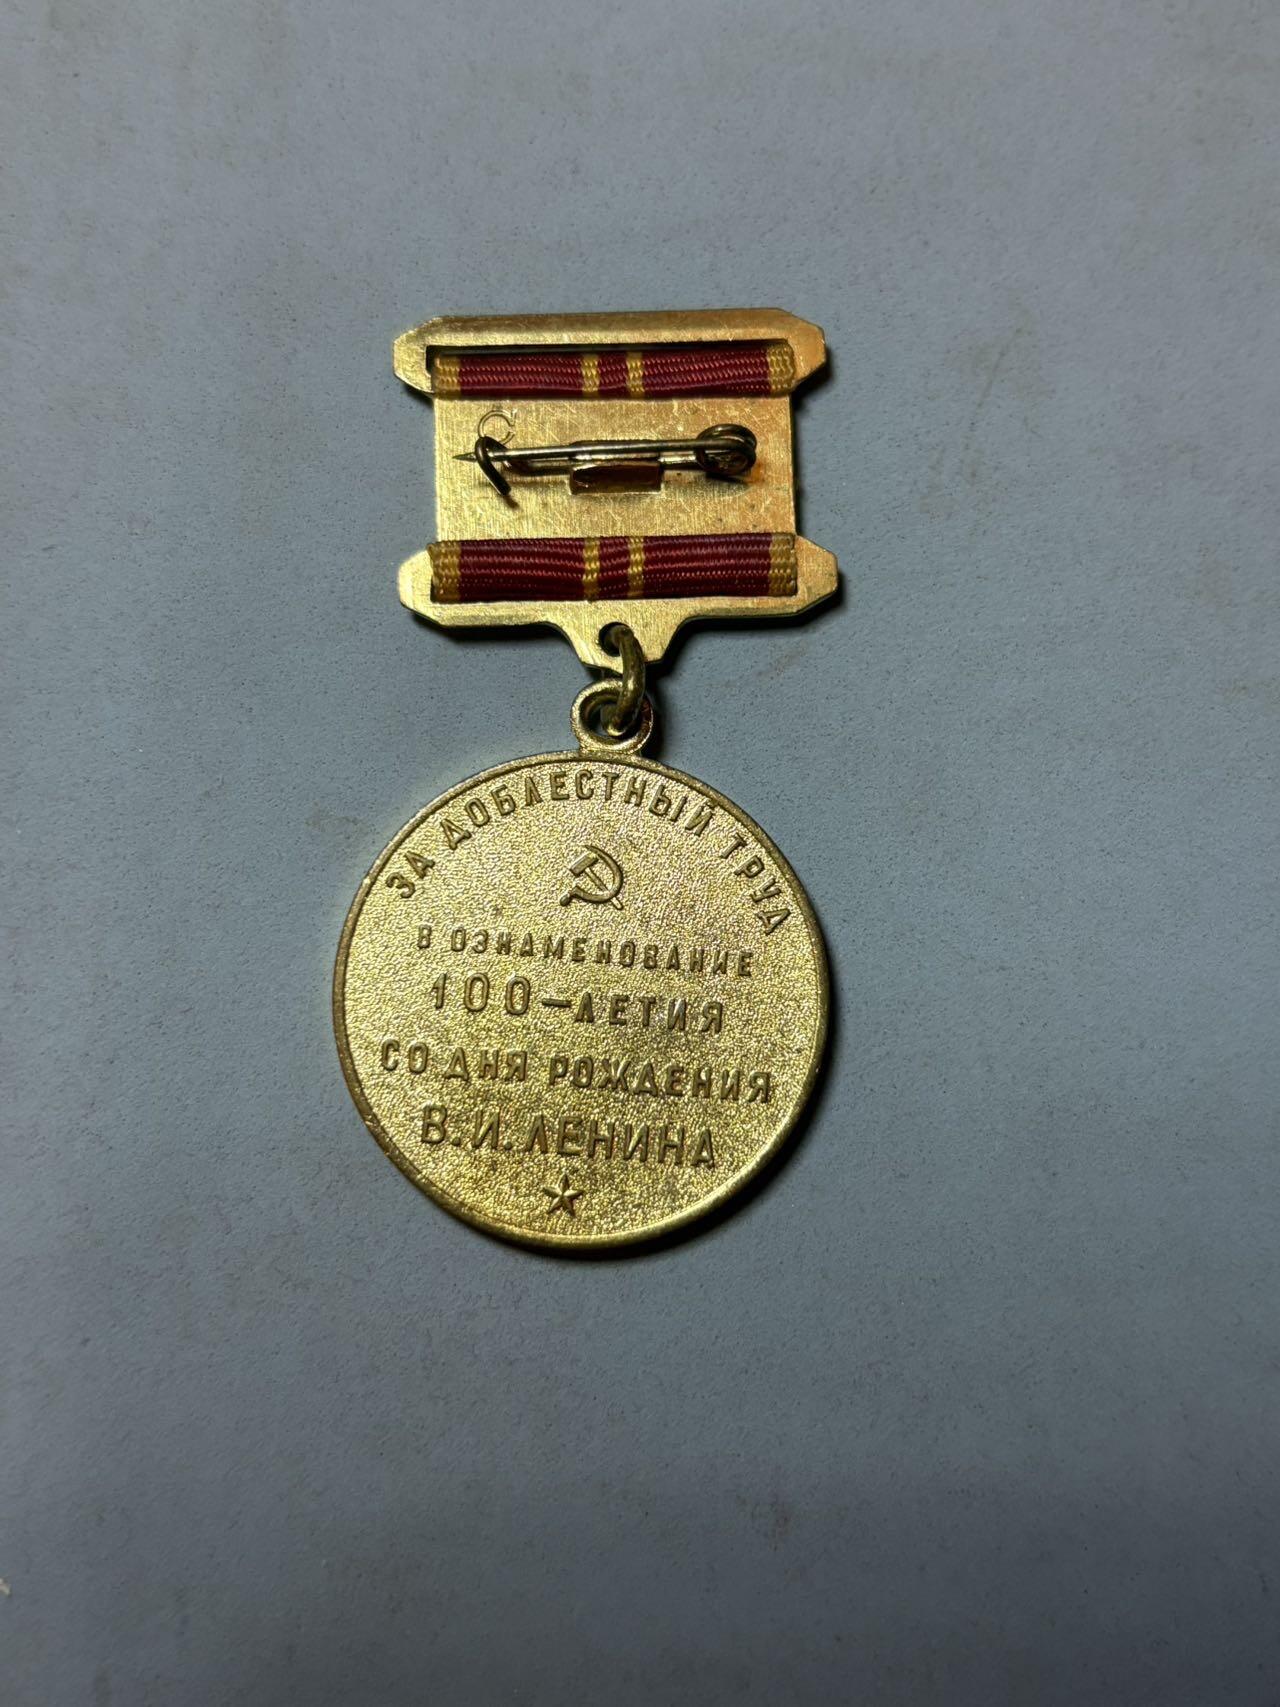 С
ЗА ДОБЛЕСТНЫЙ ТРУД
В ОЗНАМЕНОВАНИЕ
100-ЛЕТИЯ
СО ДНЯ РОЖДЕНИЯ
В.И. ЛЕНИНА